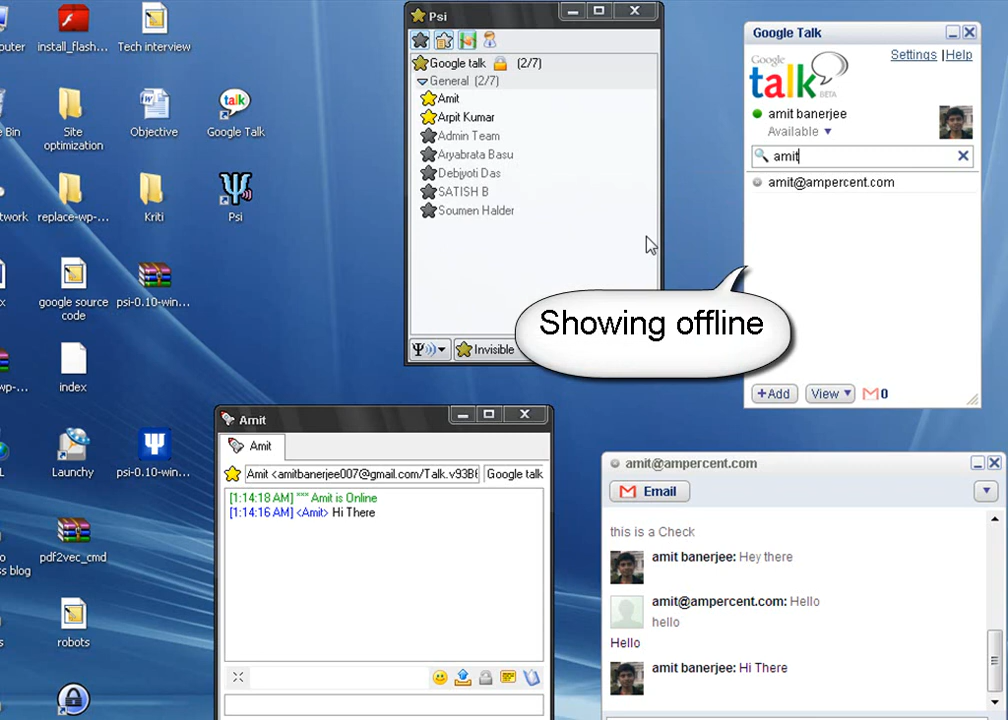 outer
install_flash...
Tech interview
Bin
Site optimization
Objective
Google Talk
twork
replace-wp-...
Kriti
Psi
x
google source code
psi-0.10-win...
wp-...
index
L
Launchy
psi-0.10-win...
pdf2vec_cmd
o
ss blog
robots
s
Psi
Google talk (2/7)
General (2/7)
Amit
Arpit Kumar
Admin Team
Aryabrata Basu
Debjyoti Das
SATISH B
Soumen Halder
Invisible
Showing offline
Google Talk
Settings | Help
Google
talk
BETA
amit banerjee
Available
amit
amit@ampercent.com
+Add
View
0
Amit
Amit
Amit <amitbanerjee007@gmail.com/Talk.v93B Google talk
[1:14:18 AM] *** Amit is Online
[1:14:16 AM] <Amit> Hi There
amit@ampercent.com
Email
this is a Check
amit banerjee: Hey there
amit@ampercent.com: Hello
hello
Hello
amit banerjee: Hi There